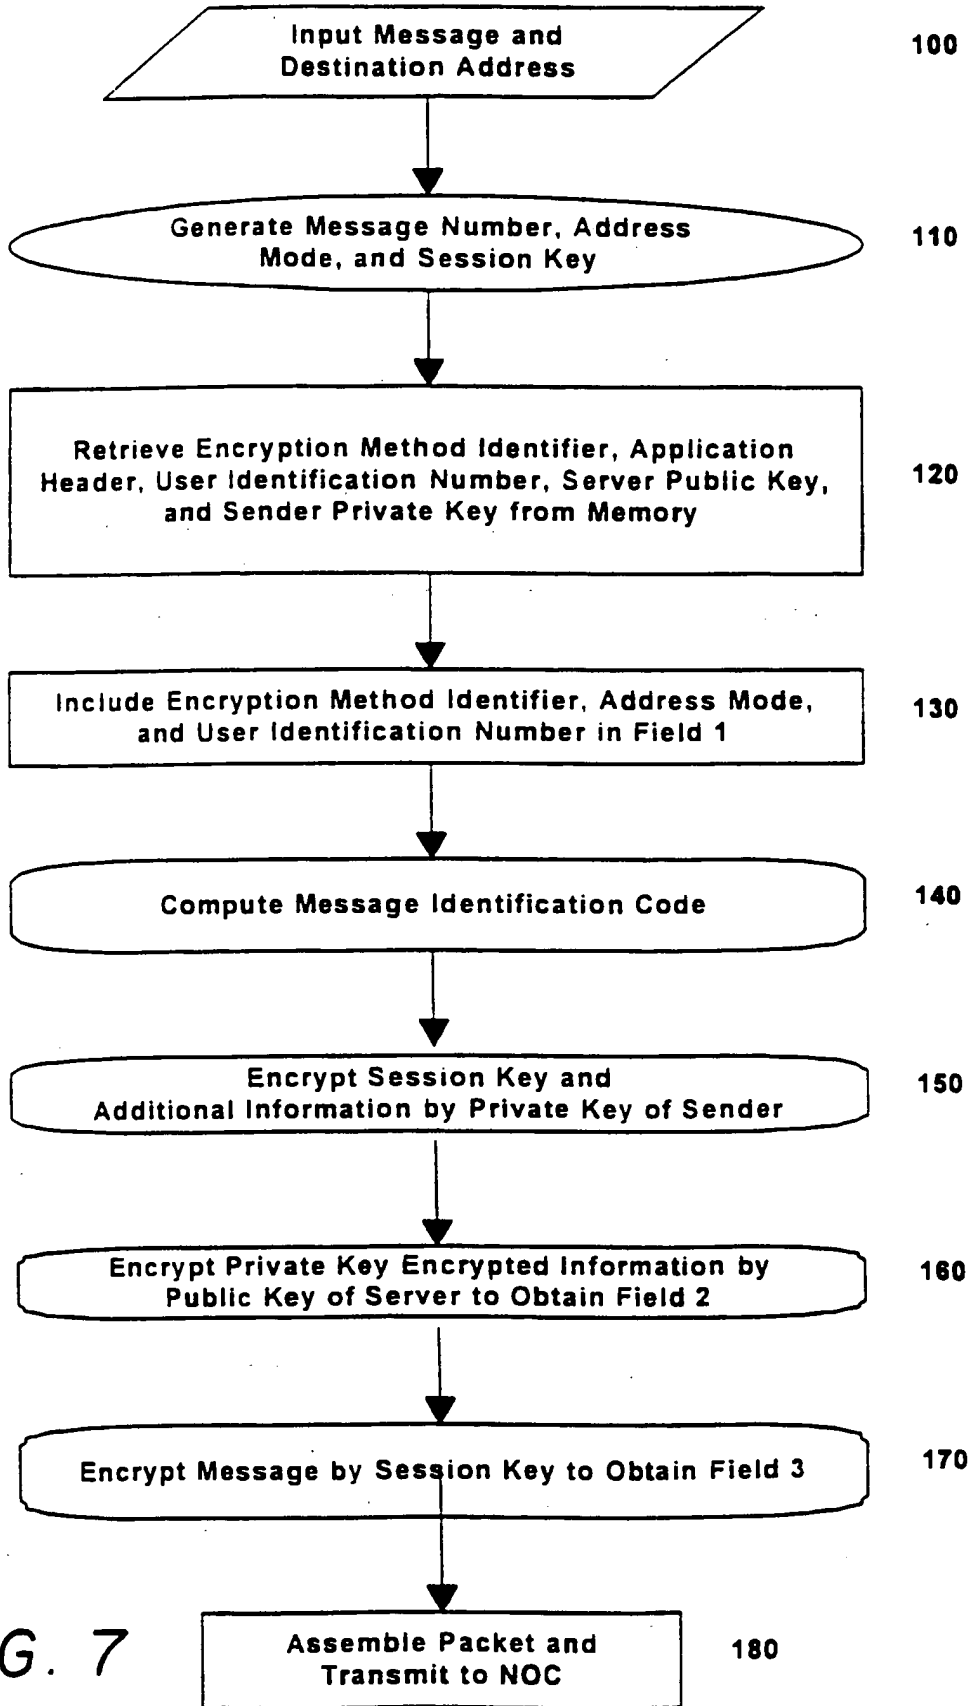 Input Message and
Destination Address
100
Generate Message Number, Address
Mode, and Session Key
110
Retrieve Encryption Method Identifier, Application
Header, User Identification Number, Server Public Key,
and Sender Private Key from Memory
120
Include Encryption Method Identifier, Address Mode,
and User Identification Number in Field 1
130
Compute Message Identification Code
140
Encrypt Session Key and
Additional Information by Private Key of Sender
150
Encrypt Private Key Encrypted Information by
Public Key of Server to Obtain Field 2
160
Encrypt Message by Session Key to Obtain Field 3
170
Assemble Packet and
Transmit to NOC
180
G. 7